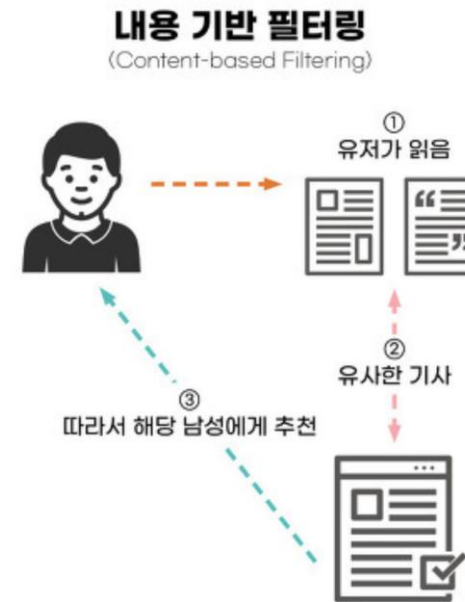 내용 기반 필터링
(Content-based Filtering)
①
유저가 읽음
②
유사한 기사
③
따라서 해당 남성에게 추천